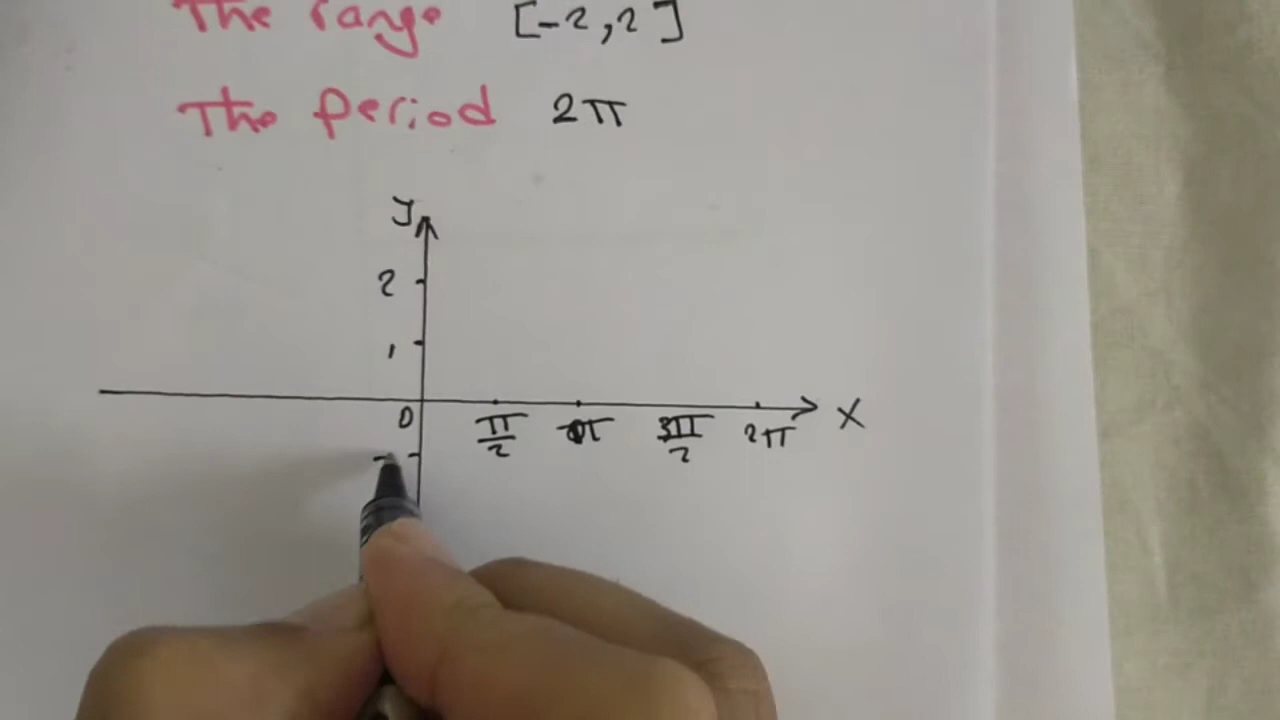 The range [-2,2]
The Period 2π
y
2
1
0 π/2 π 3π/2 2π X
-